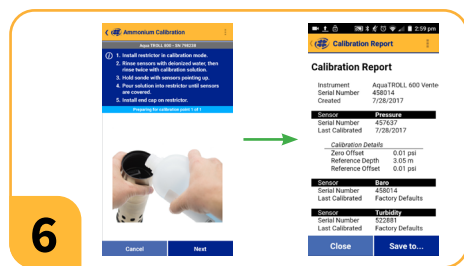 Ammonium Calibration
Aqua TROLL 600 - SN 798238
1. Install restrictor in calibration mode.
2. Rinse sensors with deionized water, then
rinse twice with calibration solution.
3. Hold sonde with sensors pointing up.
4. Pour solution into restrictor until sensors
are covered.
5. Install end cap on restrictor.
Preparing for calibration point 1 of 1
Cancel Next
2:59 pm
Calibration Report
Calibration Report
Instrument AquaTROLL 600 Vente
Serial Number 458014
Created 7/28/2017
Sensor Pressure
Serial Number 457637
Last Calibrated 7/28/2017
Calibration Details
Zero Offset 0.01 psi
Reference Depth 3.05 m
Reference Offset 0.01 psi
Sensor Baro
Serial Number 458014
Last Calibrated Factory Defaults
Sensor Turbidity
Serial Number 522881
Last Calibrated Factory Defaults
Close Save to...
6